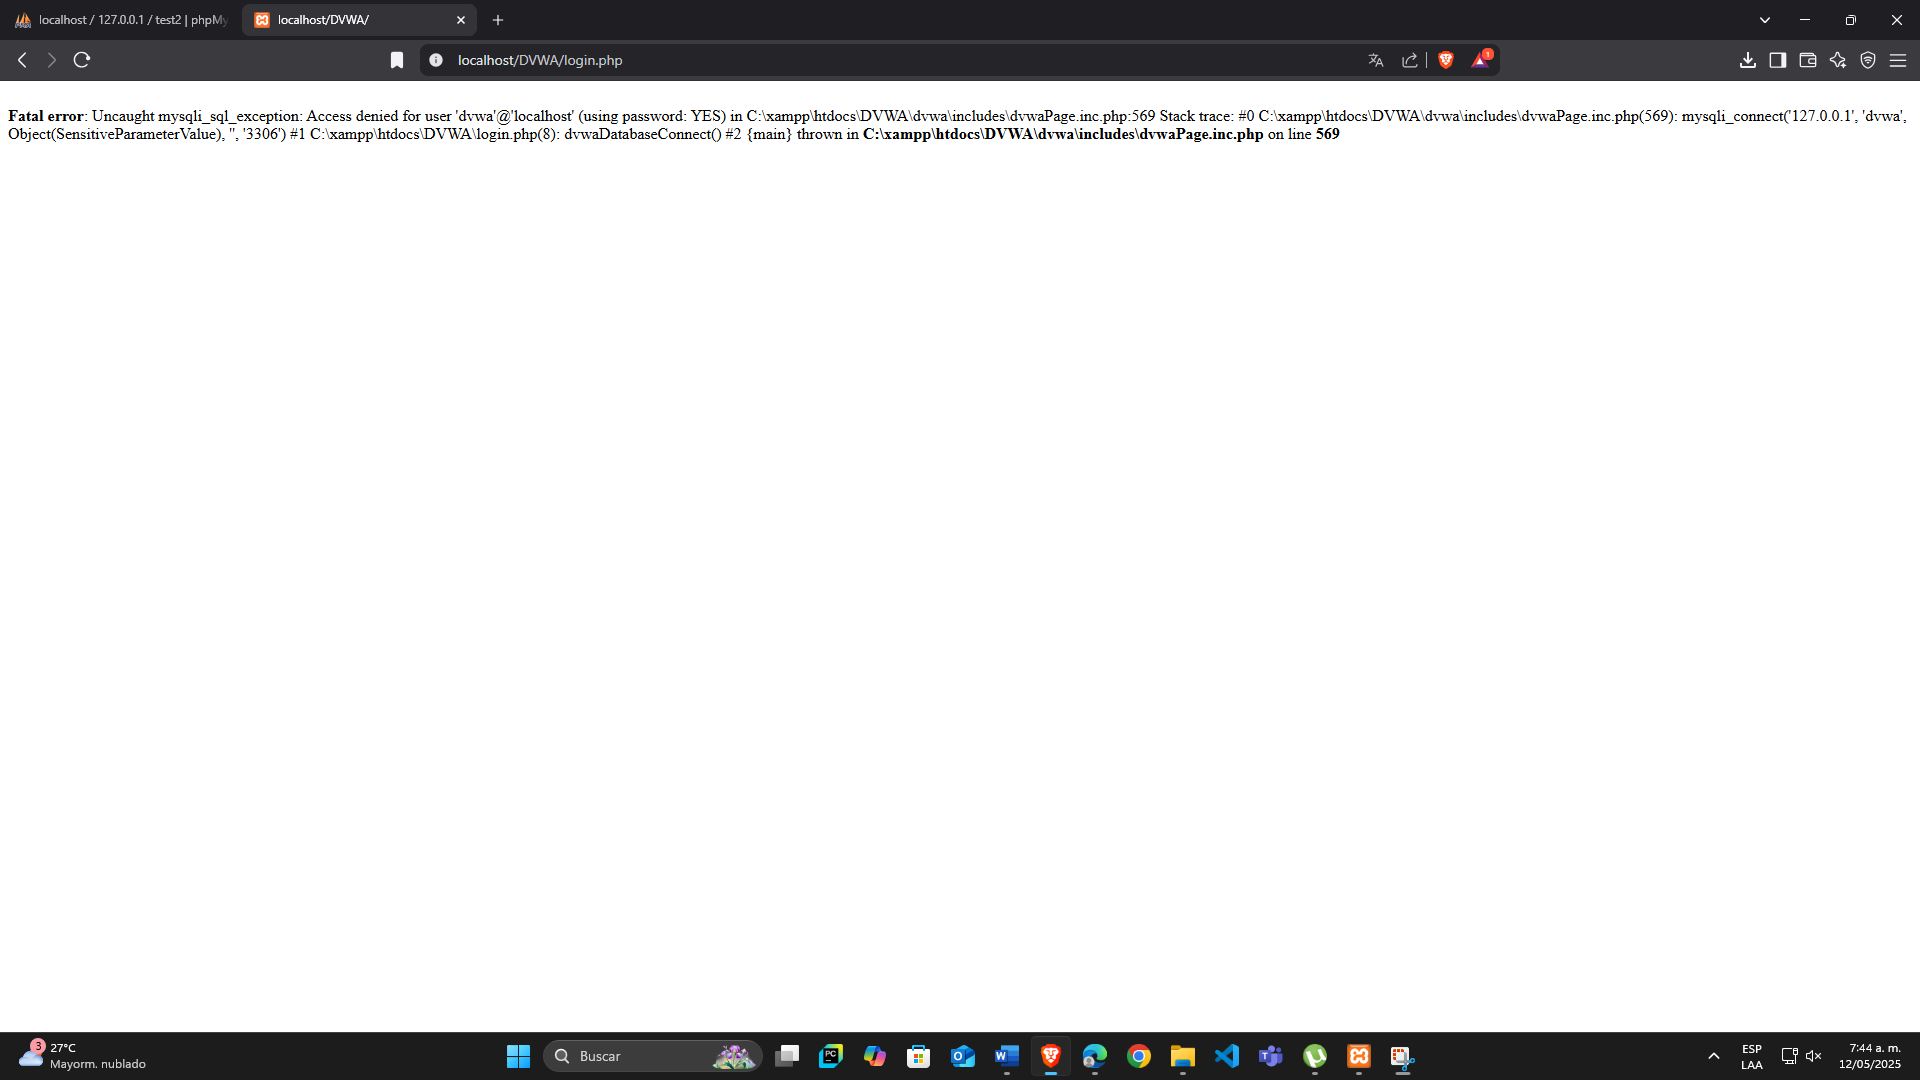 localhost / 127.0.0.1 / test2 | phpMy
localhost/DVWA/
localhost/DVWA/login.php
1
Fatal error: Uncaught mysqli_sql_exception: Access denied for user 'dvwa'@'localhost' (using password: YES) in C:\xampp\htdocs\DVWA\dvwa\includes\dvwaPage.inc.php:569 Stack trace: #0 C:\xampp\htdocs\DVWA\dvwa\includes\dvwaPage.inc.php(569): mysqli_connect('127.0.0.1', 'dvwa',
Object(SensitiveParameterValue), '', '3306') #1 C:\xampp\htdocs\DVWA\login.php(8): dvwaDatabaseConnect() #2 {main} thrown in C:\xampp\htdocs\DVWA\dvwa\includes\dvwaPage.inc.php on line 569
3
27°C
Mayorm. nublado
Buscar
ESP
LAA
7:44 a. m.
12/05/2025